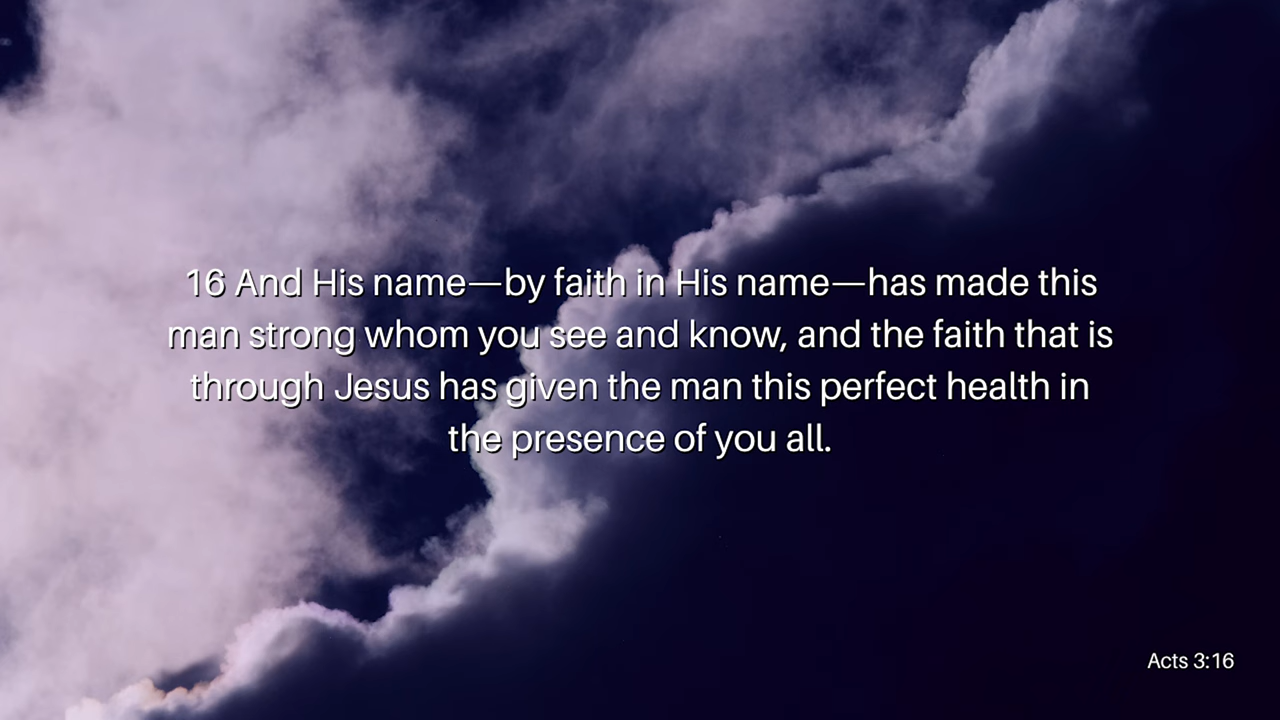 16 And His name—by faith in His name—has made this
man strong whom you see and know, and the faith that is
through Jesus has given the man this perfect health in
the presence of you all.
Acts 3:16